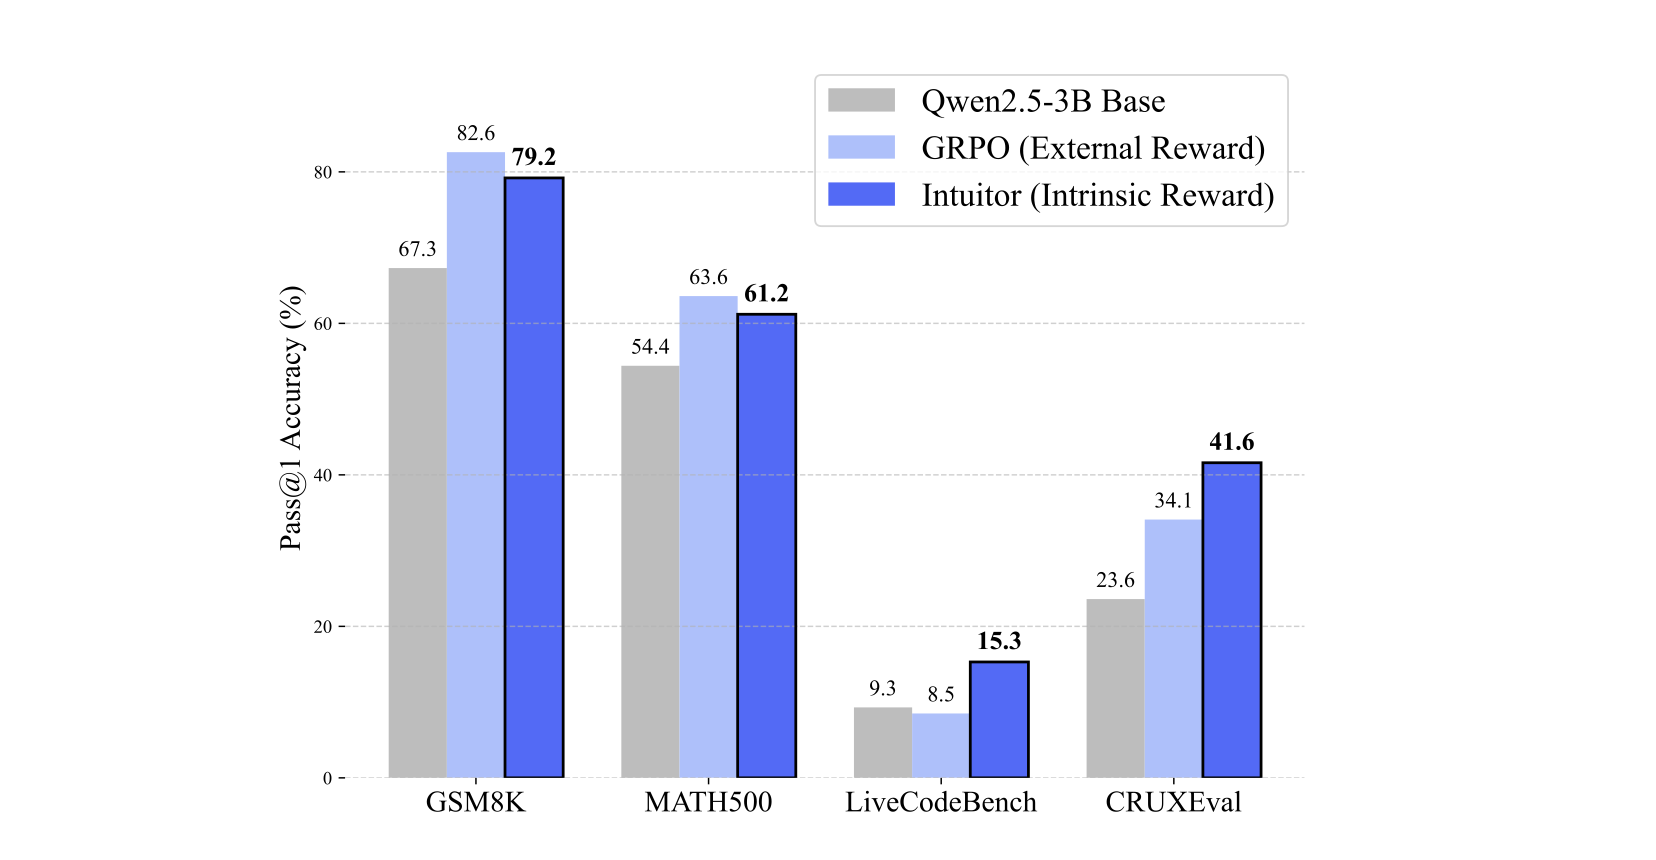 Qwen2.5-3B Base
GRPO (External Reward)
Intuitor (Intrinsic Reward)
Pass@1 Accuracy (%)
80
60
40
20
0
67.3
82.6
79.2
54.4
63.6
61.2
9.3
8.5
15.3
23.6
34.1
41.6
GSM8K
MATH500
LiveCodeBench
CRUXEval